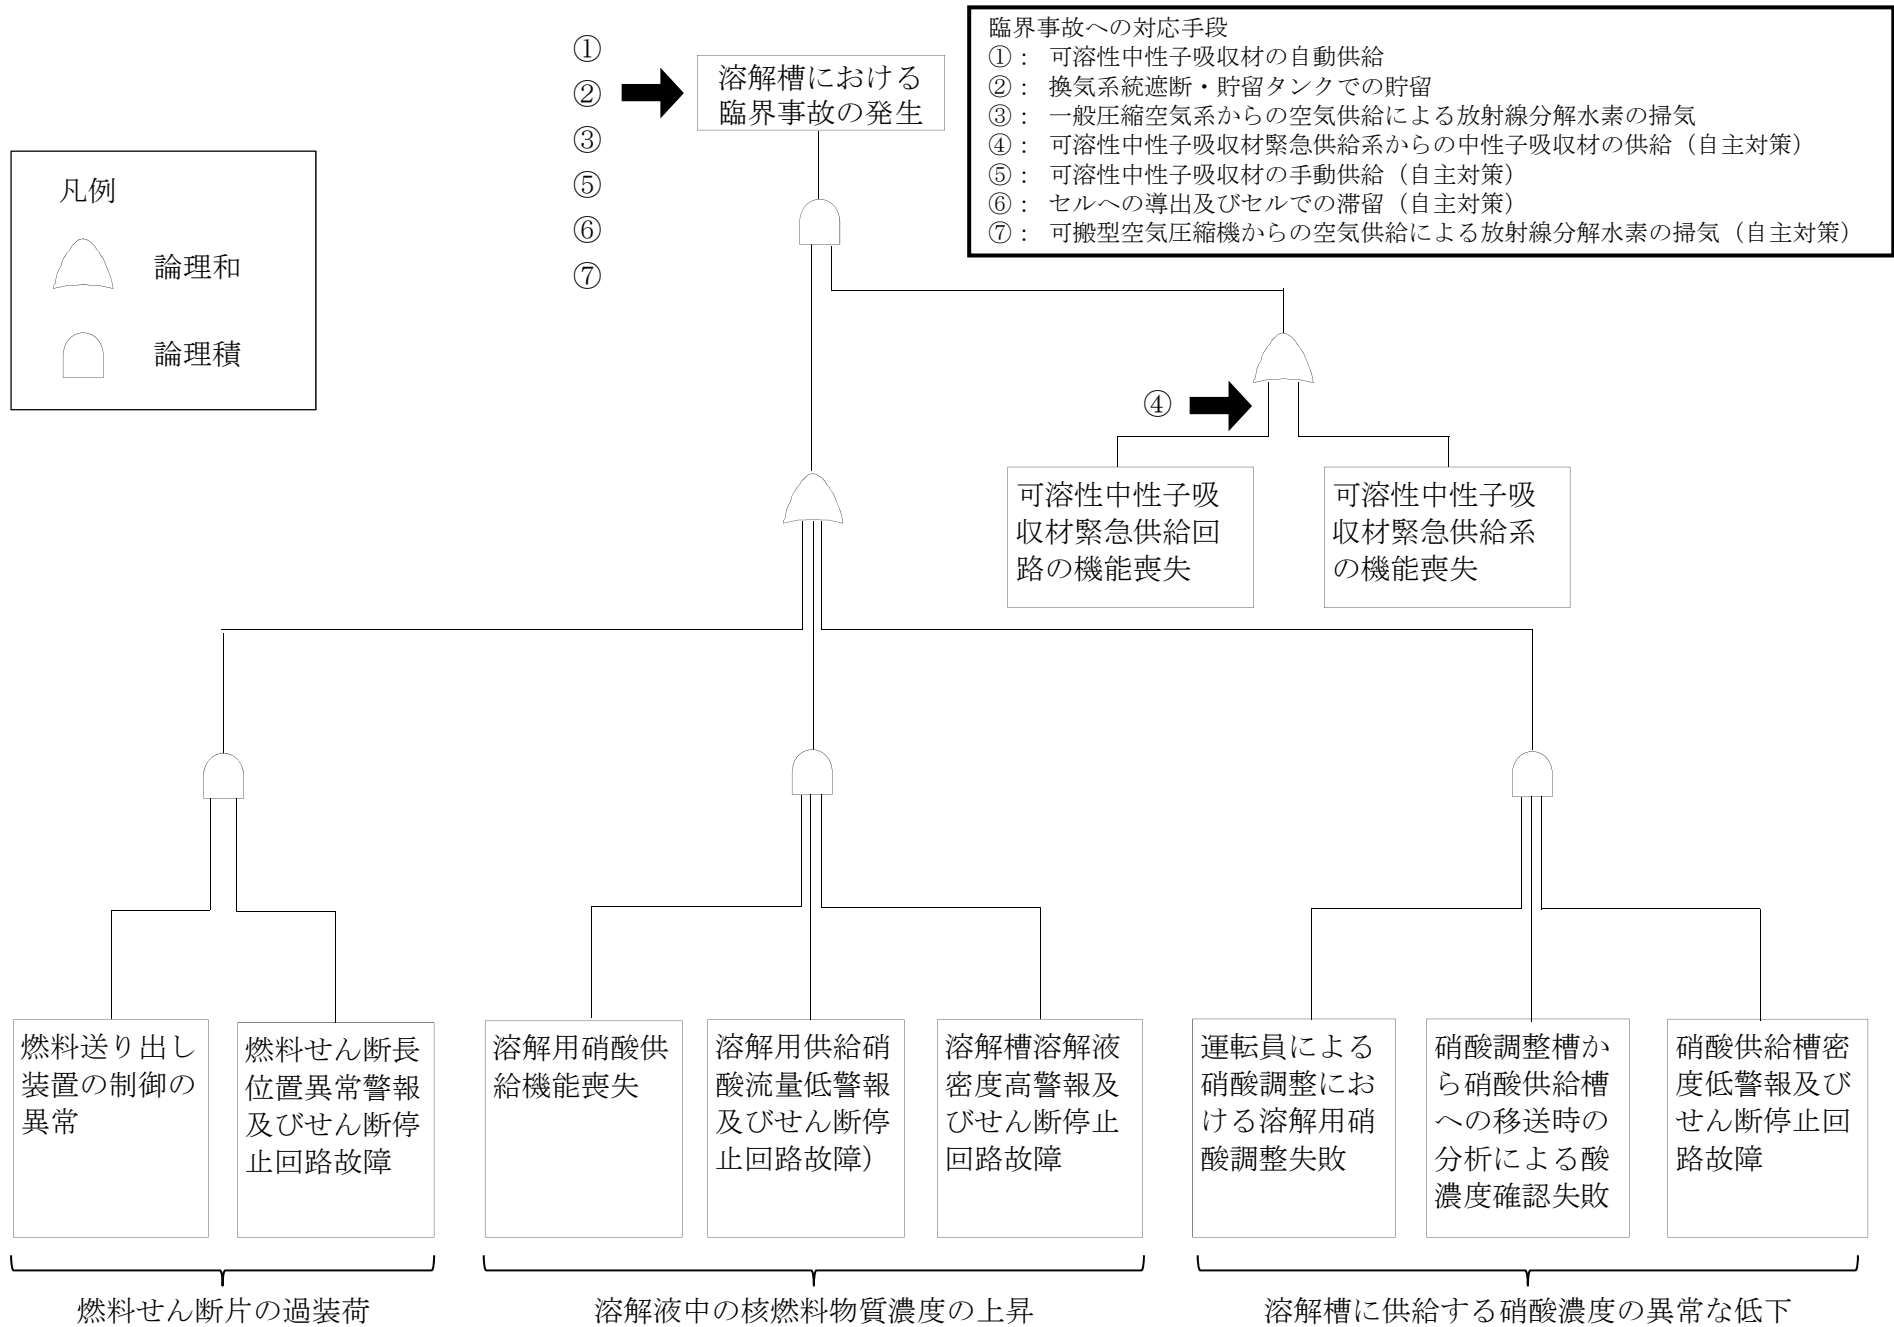 臨界事故への対応手段
①： 可溶性中性子吸収材の自動供給
②： 換気系統遮断・貯留タンクでの貯留
③： 一般圧縮空気系からの空気供給による放射線分解水素の掃気
④： 可溶性中性子吸収材緊急供給系からの中性子吸収材の供給（自主対策）
⑤： 可溶性中性子吸収材の手動供給（自主対策）
⑥： セルへの導出及びセルでの滞留（自主対策）
⑦： 可搬型空気圧縮機からの空気供給による放射線分解水素の掃気（自主対策）
①
②
③
⑤
⑥
⑦
溶解槽における
臨界事故の発生
凡例
論理和
論理積
④
可溶性中性子吸
収材緊急供給回
路の機能喪失
可溶性中性子吸
収材緊急供給系
の機能喪失
燃料送り出し
装置の制御の
異常
燃料せん断長
位置異常警報
及びせん断停
止回路故障
溶解用硝酸供
給機能喪失
溶解用供給硝
酸流量低警報
及びせん断停
止回路故障）
溶解槽溶解液
密度高警報及
びせん断停止
回路故障
運転員による
硝酸調整にお
ける溶解用硝
酸調整失敗
硝酸調整槽か
ら硝酸供給槽
への移送時の
分析による酸
濃度確認失敗
硝酸供給槽密
度低警報及び
せん断停止回
路故障
燃料せん断片の過装荷
溶解液中の核燃料物質濃度の上昇
溶解槽に供給する硝酸濃度の異常な低下